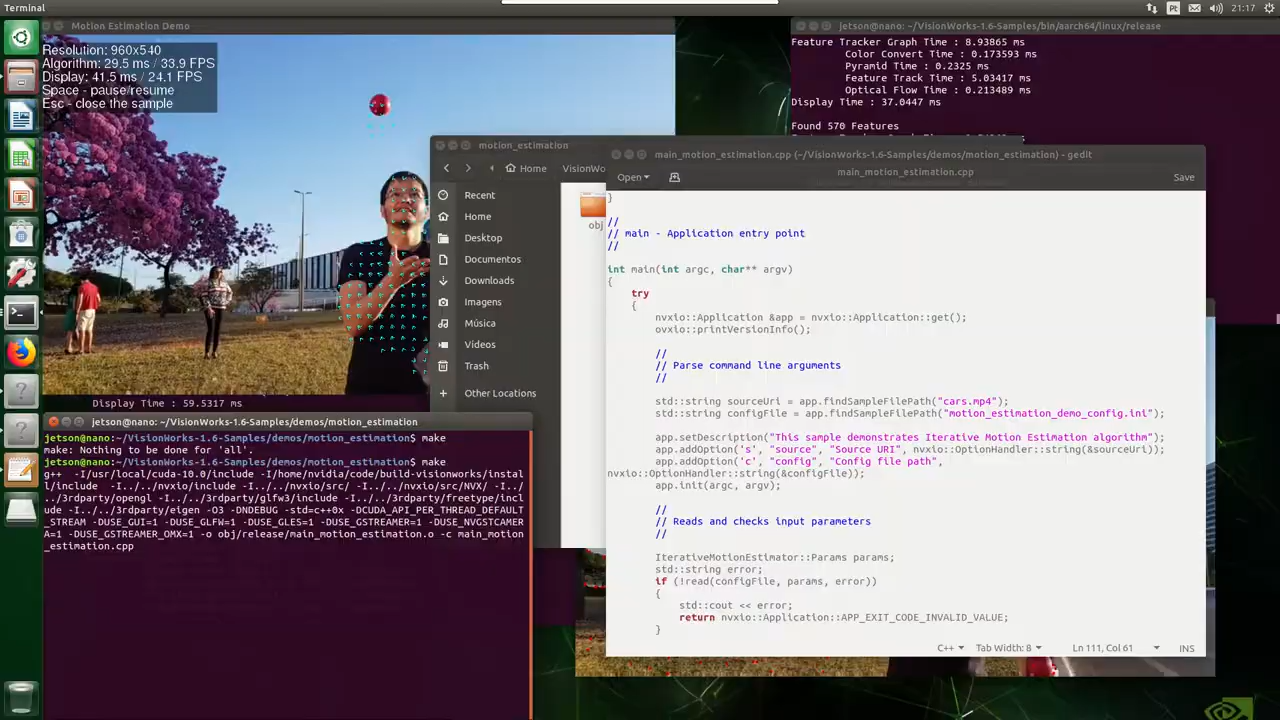 Terminal
Pt
21:17
Motion Estimation Demo
Resolution: 960x540
Algorithm: 29.5 ms / 33.9 FPS
Display: 41.5 ms / 24.1 FPS
Space - pause/resume
Esc - close the sample
jetson@nano: ~/VisionWorks-1.6-Samples/bin/aarch64/linux/release
Feature Tracker Graph Time : 8.93865 ms
Color Convert Time : 0.173593 ms
Pyramid Time : 0.2325 ms
Feature Track Time : 5.03417 ms
Optical Flow Time : 0.213489 ms
Display Time : 37.0447 ms
Found 570 Features
motion_estimation
Home
VisionWo
Recent
Home
Desktop
Documentos
Downloads
Imagens
Música
Vídeos
Trash
Other Locations
obj
main_motion_estimation.cpp (~/VisionWorks-1.6-Samples/demos/motion_estimation) - gedit
Open
main_motion_estimation.cpp
Save
}
//
// main - Application entry point
//
int main(int argc, char** argv)
{
try
{
nvxio::Application &app = nvxio::Application::get();
ovxio::printVersionInfo();
//
// Parse command line arguments
//
std::string sourceUri = app.findSampleFilePath("cars.mp4");
std::string configFile = app.findSampleFilePath("motion_estimation_demo_config.ini");
app.setDescription("This sample demonstrates Iterative Motion Estimation algorithm");
app.addOption('s', "source", "Source URI", nvxio::OptionHandler::string(&sourceUri));
app.addOption('c', "config", "Config file path",
nvxio::OptionHandler::string(&configFile));
app.init(argc, argv);
//
// Reads and checks input parameters
//
IterativeMotionEstimator::Params params;
std::string error;
if (!read(configFile, params, error))
{
std::cout << error;
return nvxio::Application::APP_EXIT_CODE_INVALID_VALUE;
}
C++ Tab Width: 8 Ln 111, Col 61 INS
Display Time : 59.5317 ms
jetson@nano: ~/VisionWorks-1.6-Samples/demos/motion_estimation
jetson@nano:~/VisionWorks-1.6-Samples/demos/motion_estimation$ make
make: Nothing to be done for 'all'.
jetson@nano:~/VisionWorks-1.6-Samples/demos/motion_estimation$ make
g++ -I/usr/local/cuda-10.0/include -I/home/nvidia/code/build-visionworks/instal
l/include -I../../nvxio/include -I../../nvxio/src/ -I../../nvxio/src/NVX/ -I../
../3rdparty/opengl -I../../3rdparty/glfw3/include -I../../3rdparty/freetype/incl
ude -I../../3rdparty/eigen -O3 -DNDEBUG -std=c++0x -DCUDA_API_PER_THREAD_DEFAULT
_STREAM -DUSE_GUI=1 -DUSE_GLFW=1 -DUSE_GLES=1 -DUSE_GSTREAMER=1 -DUSE_NVGSTCAMER
A=1 -DUSE_GSTREAMER_OMX=1 -o obj/release/main_motion_estimation.o -c main_motion
_estimation.cpp